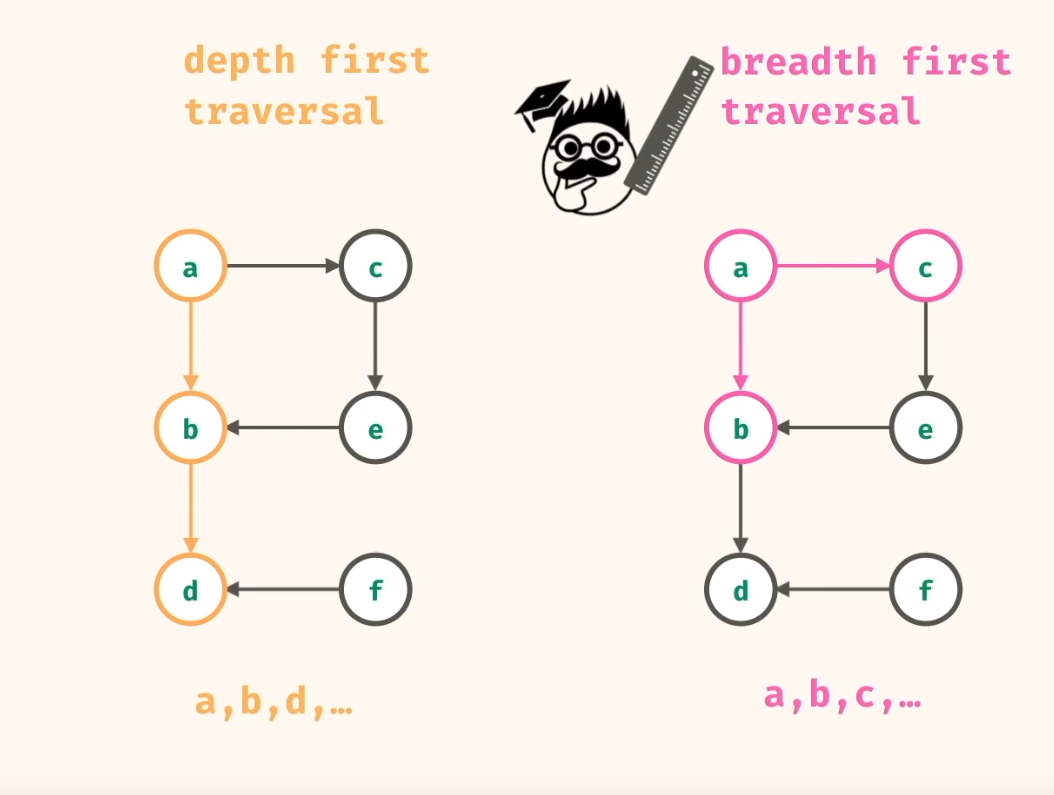 depth first
traversal
breadth first
traversal
a
c
b
e
d
f
a,b,d,…
a
c
b
e
d
f
a,b,c,…